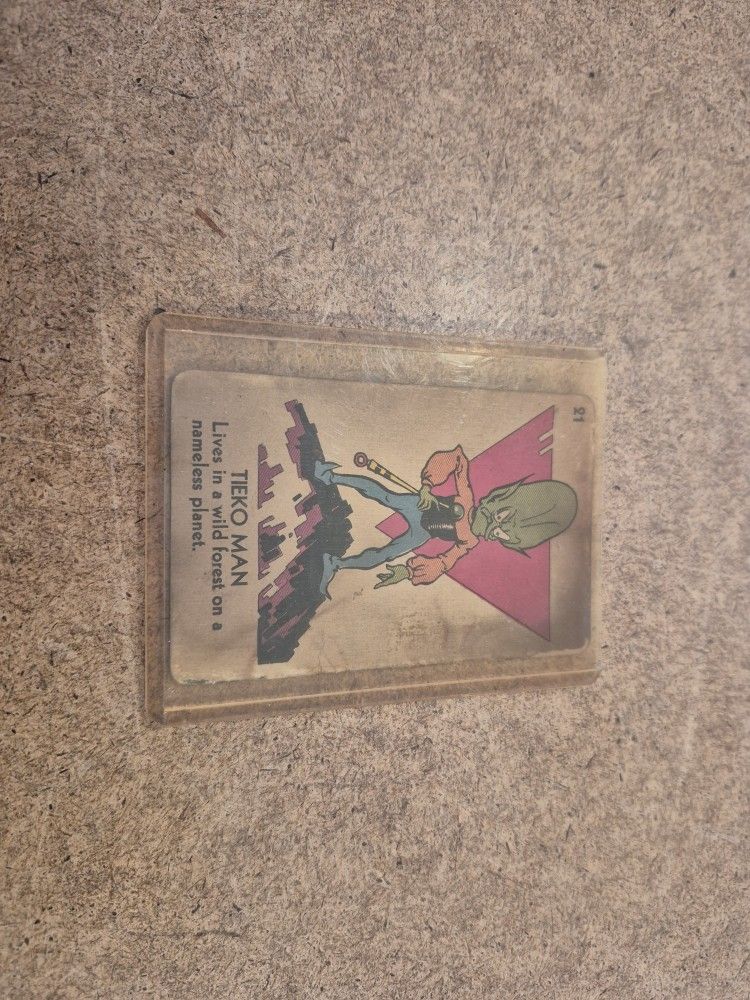 21
TIEKO MAN
Lives in a wild forest on a
nameless planet.